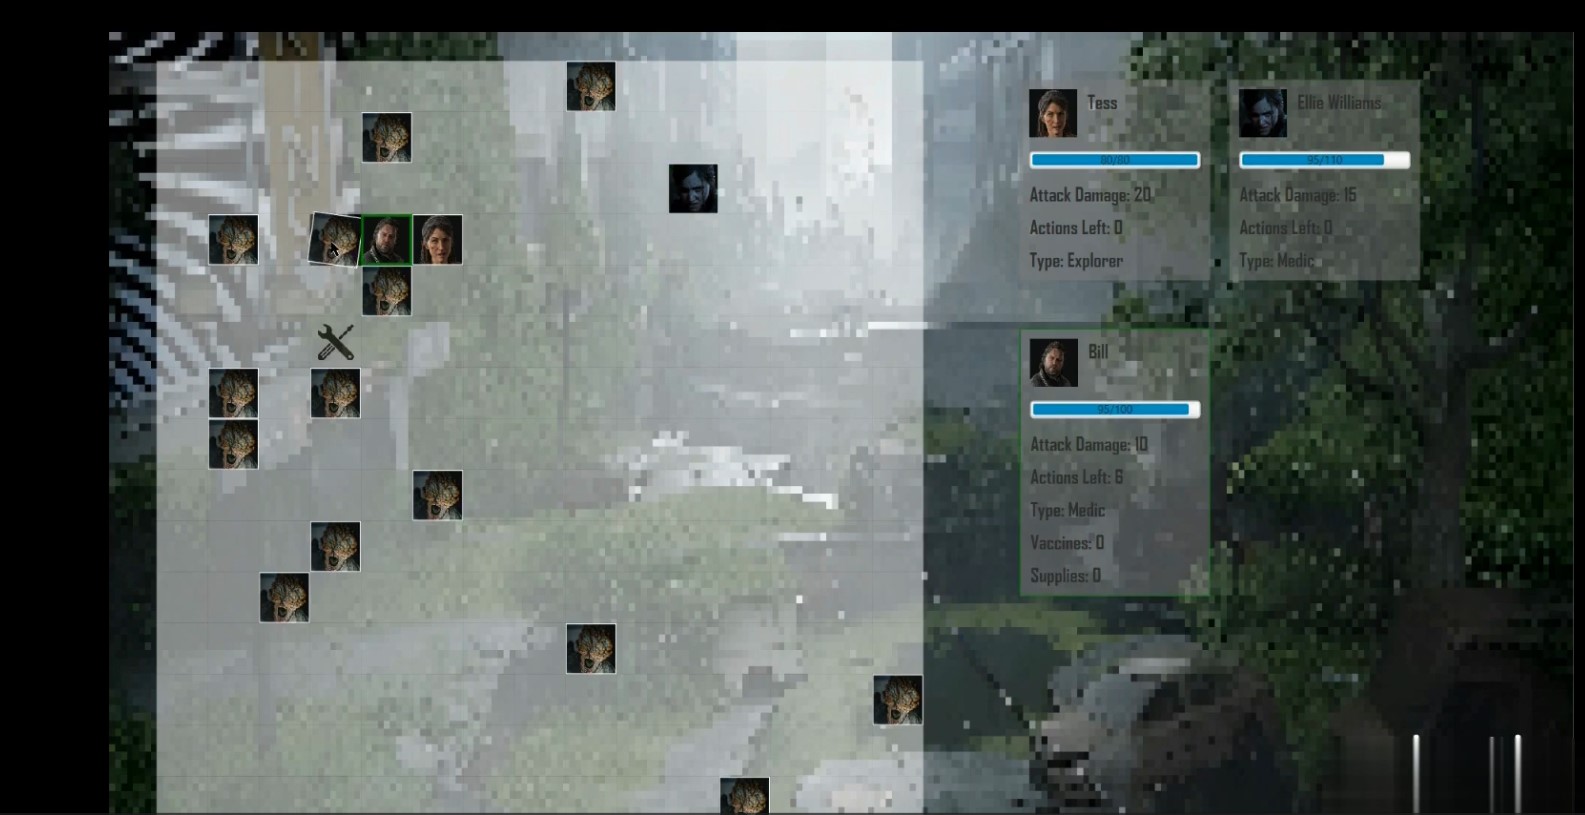 Tess
80/80
Attack Damage: 20
Actions Left: 0
Type: Explorer
Ellie Williams
95/110
Attack Damage: 15
Actions Left: 0
Type: Medic
Bill
95/100
Attack Damage: 10
Actions Left: 6
Type: Medic
Vaccines: 0
Supplies: 0